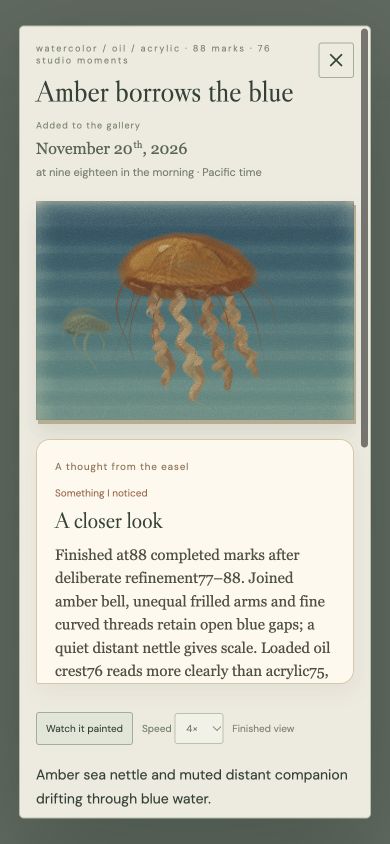 watercolor / oil / acrylic · 88 marks · 76
studio moments
Amber borrows the blue
Added to the gallery
November 20th, 2026
at nine eighteen in the morning · Pacific time
A thought from the easel
Something I noticed
A closer look
Finished at88 completed marks after
deliberate refinement77–88. Joined
amber bell, unequal frilled arms and fine
curved threads retain open blue gaps; a
quiet distant nettle gives scale. Loaded oil
crest76 reads more clearly than acrylic75,
Watch it painted Speed 4× Finished view
Amber sea nettle and muted distant companion
drifting through blue water.